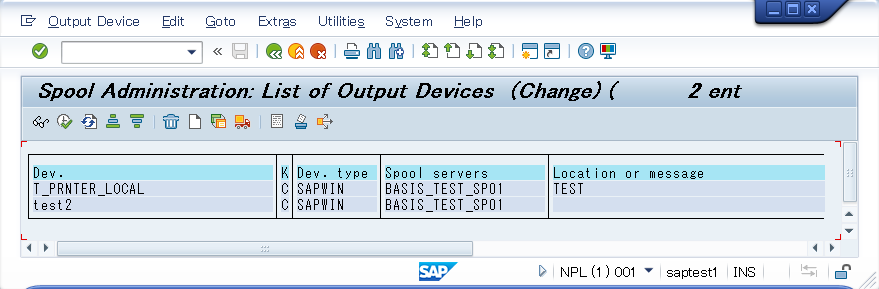 Output Device Edit Goto Extras Utilities System Help
«
Spool Administration: List of Output Devices (Change) ( 2 ent
Dev. K Dev. type Spool servers Location or message
T_PRNTER_LOCAL C SAPWIN BASIS_TEST_SP01 TEST
test2 C SAPWIN BASIS_TEST_SP01
SAP NPL (1) 001 saptest1 INS